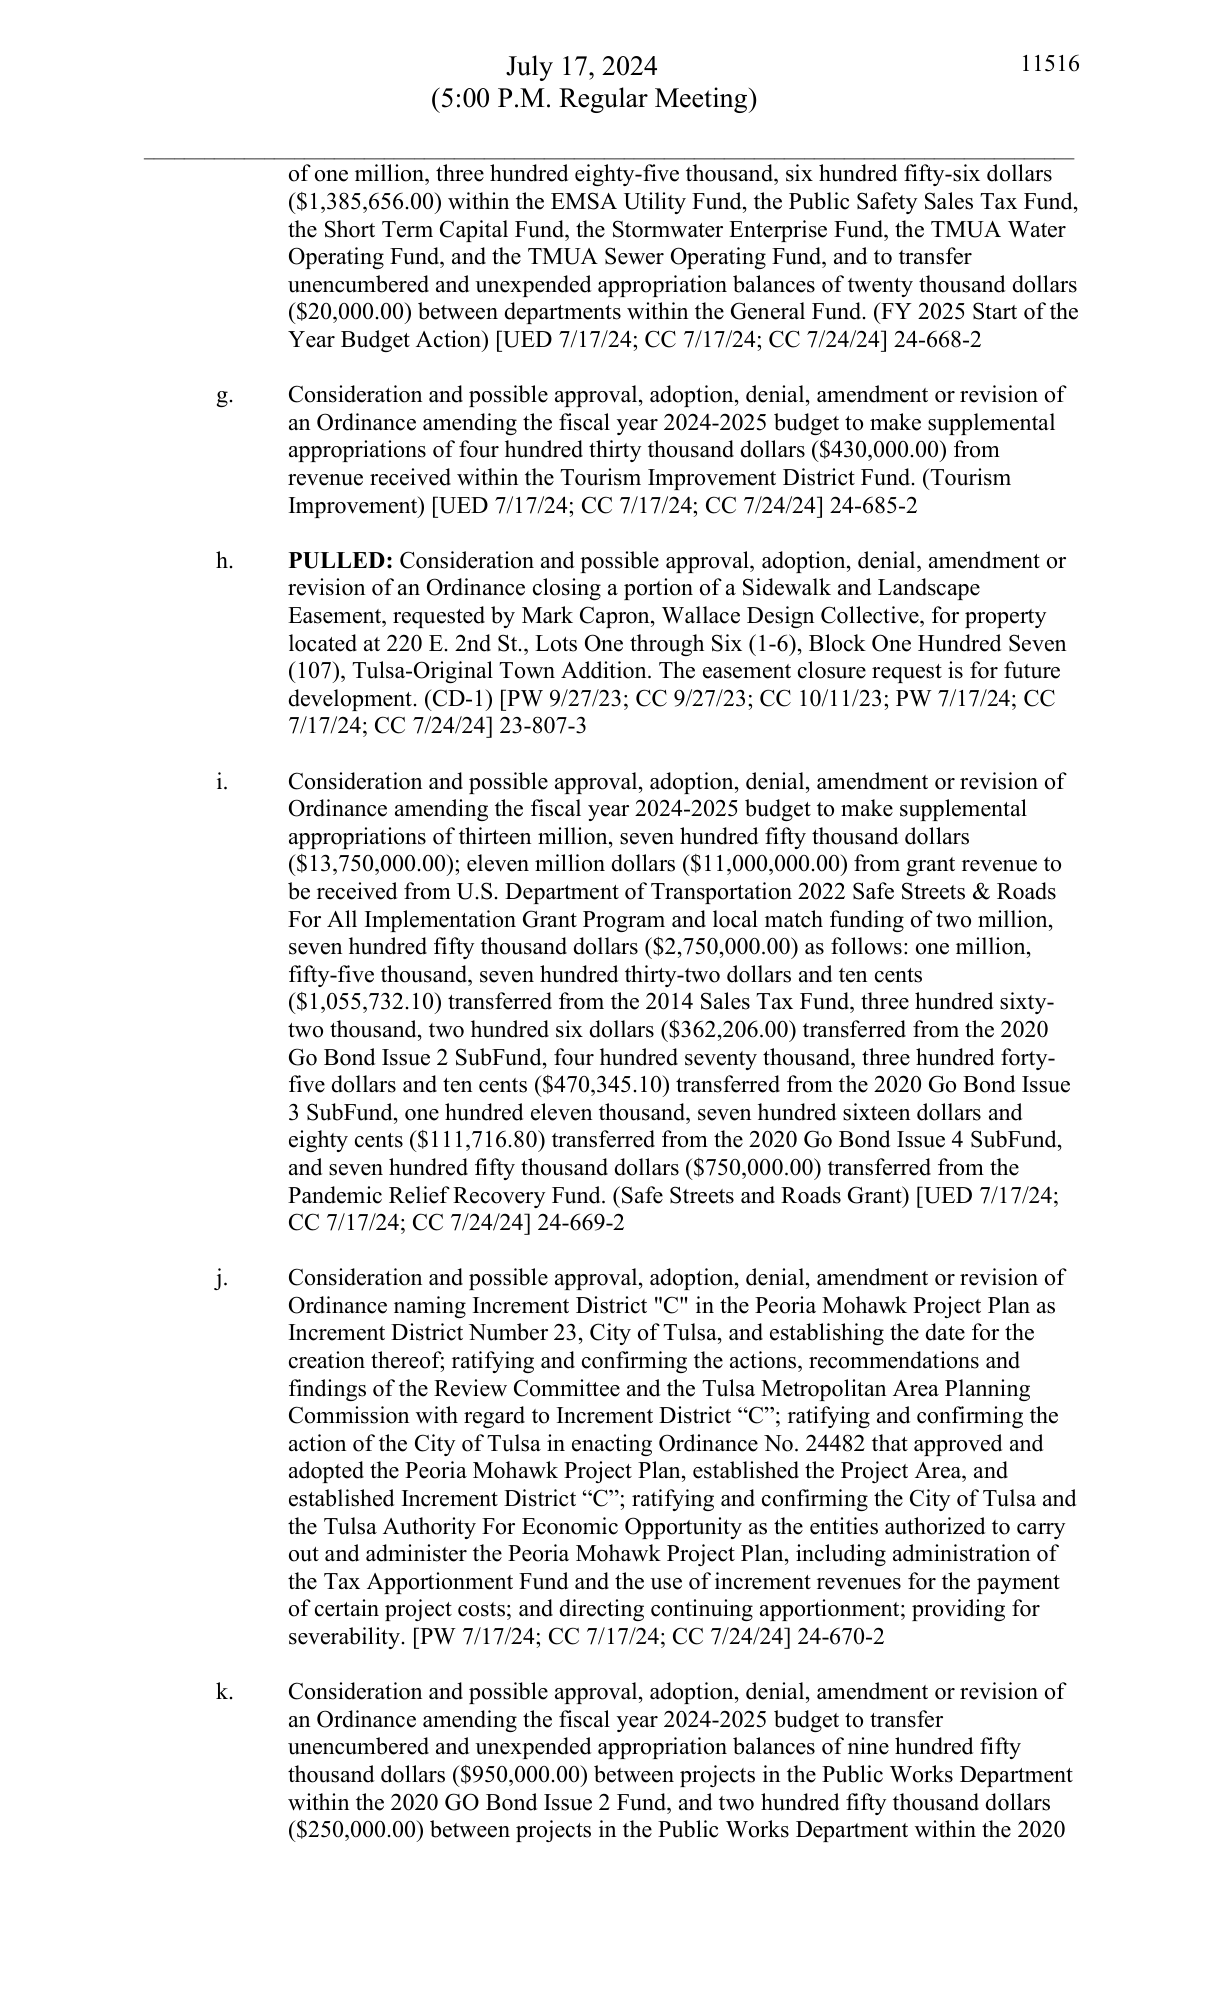 July 17, 2024
11516
(5:00 P.M. Regular Meeting)
of one million, three hundred eighty-five thousand, six hundred fifty-six dollars
($1,385,656.00) within the EMSA Utility Fund, the Public Safety Sales Tax Fund,
the Short Term Capital Fund, the Stormwater Enterprise Fund, the TMUA Water
Operating Fund, and the TMUA Sewer Operating Fund, and to transfer
unencumbered and unexpended appropriation balances of twenty thousand dollars
($20,000.00) between departments within the General Fund. (FY 2025 Start of the
Year Budget Action) [UED 7/17/24; CC 7/17/24; CC 7/24/24] 24-668-2
g. Consideration and possible approval, adoption, denial, amendment or revision of
an Ordinance amending the fiscal year 2024-2025 budget to make supplemental
appropriations of four hundred thirty thousand dollars ($430,000.00) from
revenue received within the Tourism Improvement District Fund. (Tourism
Improvement) [UED 7/17/24; CC 7/17/24; CC 7/24/24] 24-685-2
h. PULLED: Consideration and possible approval, adoption, denial, amendment or
revision of an Ordinance closing a portion of a Sidewalk and Landscape
Easement, requested by Mark Capron, Wallace Design Collective, for property
located at 220 E. 2nd St., Lots One through Six (1-6), Block One Hundred Seven
(107), Tulsa-Original Town Addition. The easement closure request is for future
development. (CD-1) [PW 9/27/23; CC 9/27/23; CC 10/11/23; PW 7/17/24; CC
7/17/24; CC 7/24/24] 23-807-3
i. Consideration and possible approval, adoption, denial, amendment or revision of
Ordinance amending the fiscal year 2024-2025 budget to make supplemental
appropriations of thirteen million, seven hundred fifty thousand dollars
($13,750,000.00); eleven million dollars ($11,000,000.00) from grant revenue to
be received from U.S. Department of Transportation 2022 Safe Streets & Roads
For All Implementation Grant Program and local match funding of two million,
seven hundred fifty thousand dollars ($2,750,000.00) as follows: one million,
fifty-five thousand, seven hundred thirty-two dollars and ten cents
($1,055,732.10) transferred from the 2014 Sales Tax Fund, three hundred sixty-
two thousand, two hundred six dollars ($362,206.00) transferred from the 2020
Go Bond Issue 2 SubFund, four hundred seventy thousand, three hundred forty-
five dollars and ten cents ($470,345.10) transferred from the 2020 Go Bond Issue
3 SubFund, one hundred eleven thousand, seven hundred sixteen dollars and
eighty cents ($111,716.80) transferred from the 2020 Go Bond Issue 4 SubFund,
and seven hundred fifty thousand dollars ($750,000.00) transferred from the
Pandemic Relief Recovery Fund. (Safe Streets and Roads Grant) [UED 7/17/24;
CC 7/17/24; CC 7/24/24] 24-669-2
j. Consideration and possible approval, adoption, denial, amendment or revision of
Ordinance naming Increment District "C" in the Peoria Mohawk Project Plan as
Increment District Number 23, City of Tulsa, and establishing the date for the
creation thereof; ratifying and confirming the actions, recommendations and
findings of the Review Committee and the Tulsa Metropolitan Area Planning
Commission with regard to Increment District “C”; ratifying and confirming the
action of the City of Tulsa in enacting Ordinance No. 24482 that approved and
adopted the Peoria Mohawk Project Plan, established the Project Area, and
established Increment District “C”; ratifying and confirming the City of Tulsa and
the Tulsa Authority For Economic Opportunity as the entities authorized to carry
out and administer the Peoria Mohawk Project Plan, including administration of
the Tax Apportionment Fund and the use of increment revenues for the payment
of certain project costs; and directing continuing apportionment; providing for
severability. [PW 7/17/24; CC 7/17/24; CC 7/24/24] 24-670-2
k. Consideration and possible approval, adoption, denial, amendment or revision of
an Ordinance amending the fiscal year 2024-2025 budget to transfer
unencumbered and unexpended appropriation balances of nine hundred fifty
thousand dollars ($950,000.00) between projects in the Public Works Department
within the 2020 GO Bond Issue 2 Fund, and two hundred fifty thousand dollars
($250,000.00) between projects in the Public Works Department within the 2020